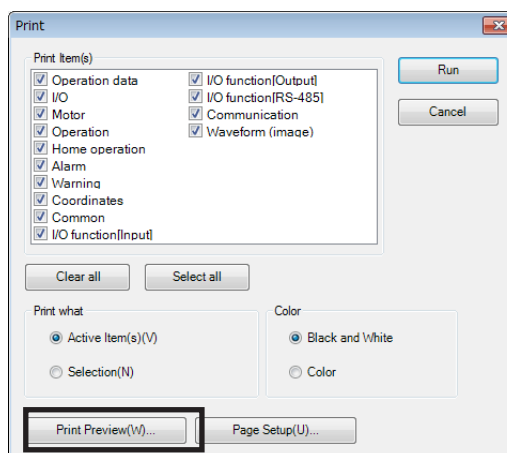 Print
Print Item(s)
Operation data
I/O
Motor
Operation
Home operation
Alarm
Warning
Coordinates
Common
I/O function[Input]
I/O function[Output]
I/O function[RS-485]
Communication
Waveform (image)
Run
Cancel
Clear all
Select all
Print what
Active Item(s)(V)
Selection(N)
Color
Black and White
Color
Print Preview(W)...
Page Setup(U)...